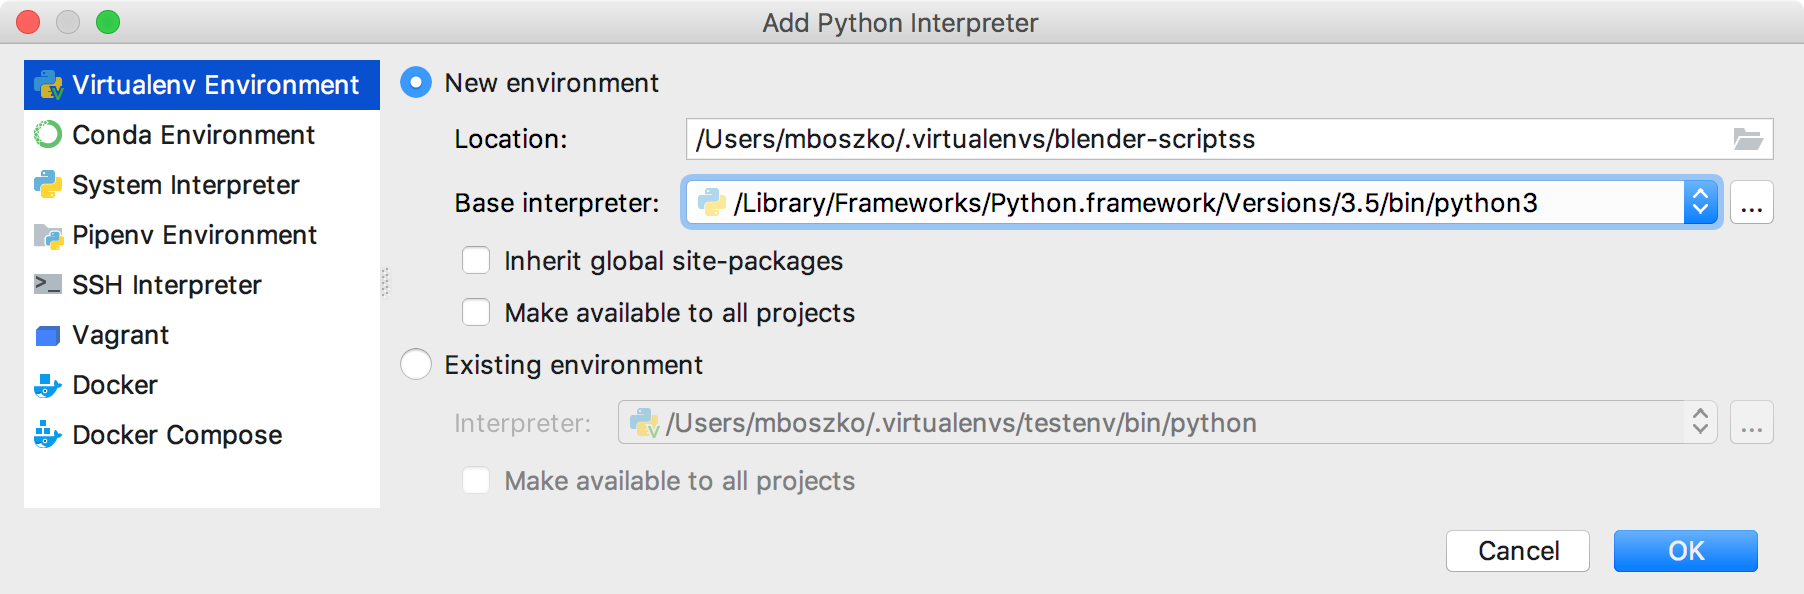 Add Python Interpreter
Virtualenv Environment
Conda Environment
System Interpreter
Pipenv Environment
SSH Interpreter
Vagrant
Docker
Docker Compose
New environment
Location: /Users/mboszko/.virtualenvs/blender-scriptss
Base interpreter: /Library/Frameworks/Python.framework/Versions/3.5/bin/python3 ...
Inherit global site-packages
Make available to all projects
Existing environment
Interpreter: /Users/mboszko/.virtualenvs/testenv/bin/python ...
Make available to all projects
Cancel OK